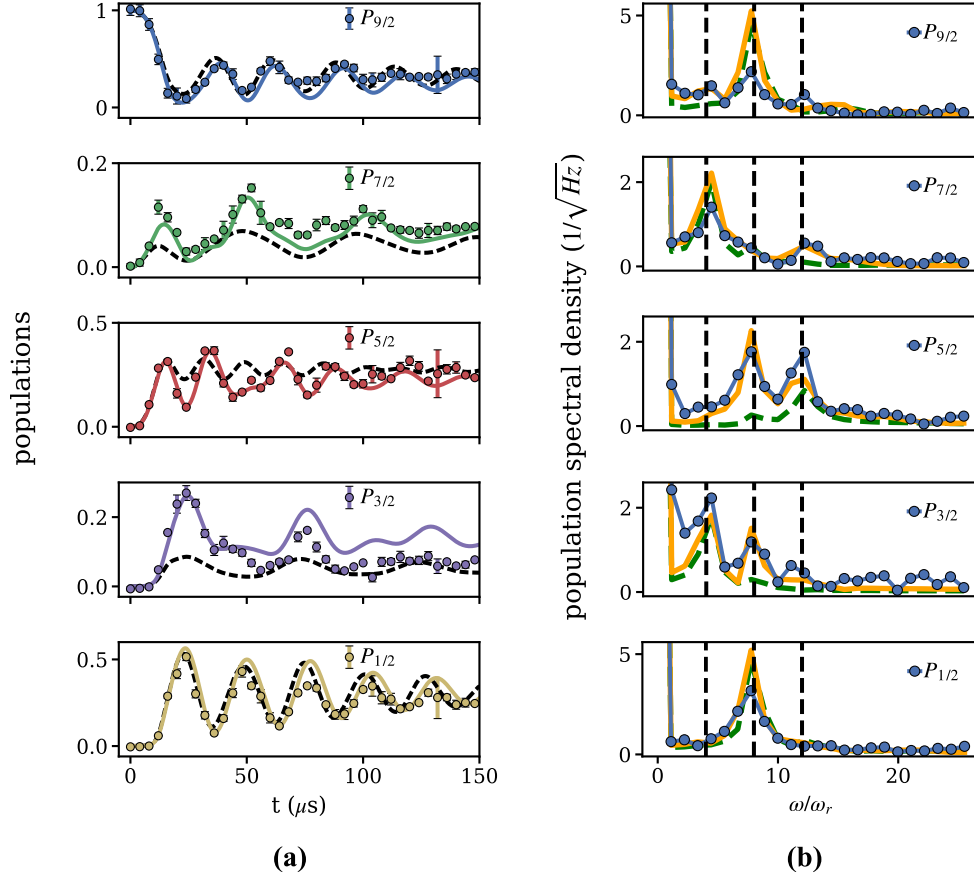 populations
1
0
P9/2
0.2
0.0
P7/2
0.5
0.0
P5/2
0.2
0.0
P3/2
0.5
0.0
P1/2
0 50 100 150
t (μs)
(a)
population spectral density (1/√Hz)
5
0
P9/2
2
0
P7/2
2
0
P5/2
2
0
P3/2
5
0
P1/2
0 10 20
ω/ωr
(b)